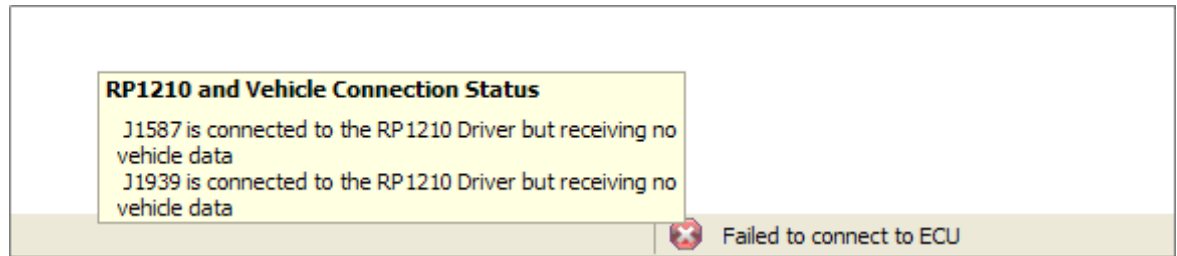 RP1210 and Vehicle Connection Status
J1587 is connected to the RP1210 Driver but receiving no
vehicle data
J1939 is connected to the RP1210 Driver but receiving no
vehicle data
Failed to connect to ECU